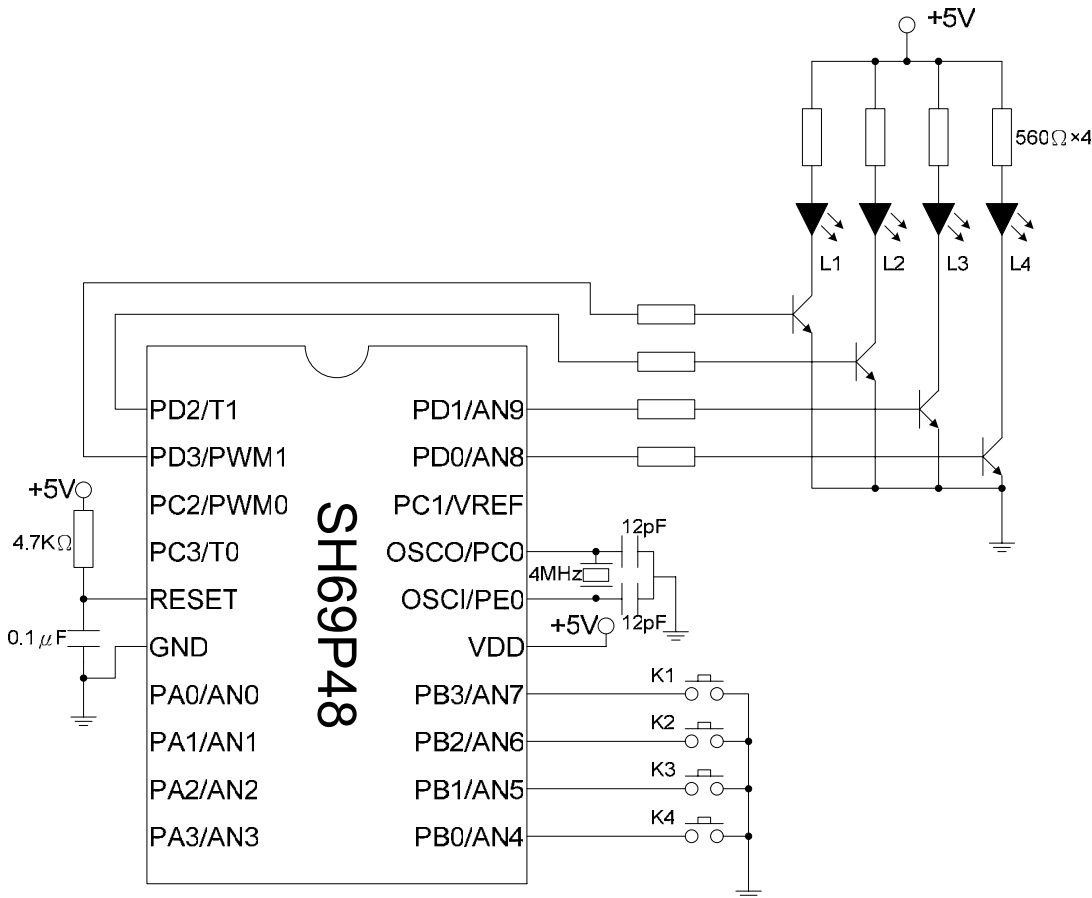 +5V
560Ω×4
L1
L2
L3
L4
PD2/T1
PD1/AN9
PD3/PWM1
PD0/AN8
+5V
PC2/PWM0
PC1/VREF
12pF
4.7KΩ
PC3/T0
OSCO/PC0
4MHz
RESET
OSCI/PE0
12pF
0.1μF
GND
VDD
+5V
SH69P48
PA0/AN0
PB3/AN7
K1
PA1/AN1
PB2/AN6
K2
PA2/AN2
PB1/AN5
K3
PA3/AN3
PB0/AN4
K4